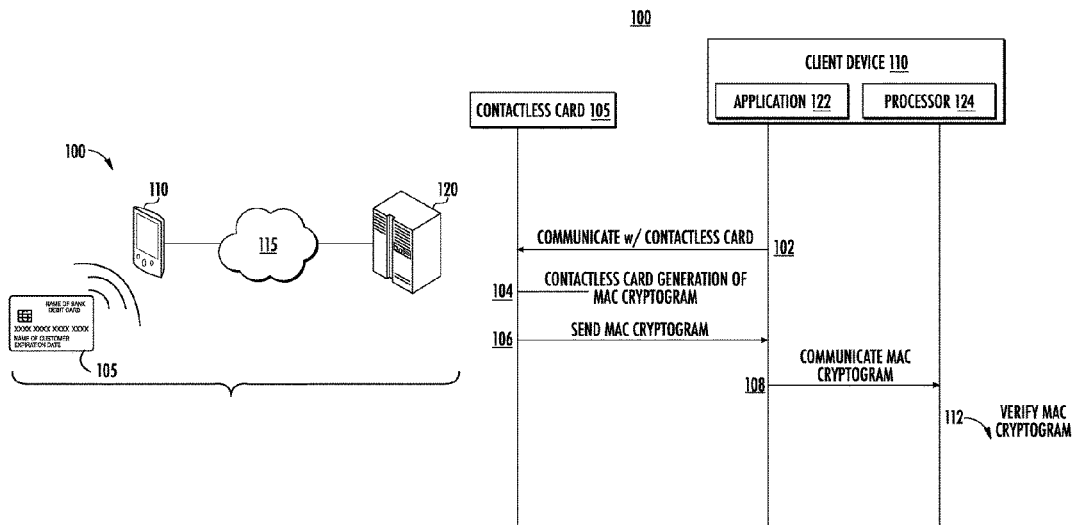 100
CLIENT DEVICE 110
APPLICATION 122
PROCESSOR 124
CONTACTLESS CARD 105
100
110
120
115
NAME OF BANK
DEBIT CARD
XXXX XXXX XXXX XXXX
NAME OF CUSTOMER
EXPIRATION DATE
105
COMMUNICATE w/ CONTACTLESS CARD
102
104
CONTACTLESS CARD GENERATION OF
MAC CRYPTOGRAM
106
SEND MAC CRYPTOGRAM
108
COMMUNICATE MAC
CRYPTOGRAM
112
VERIFY MAC
CRYPTOGRAM